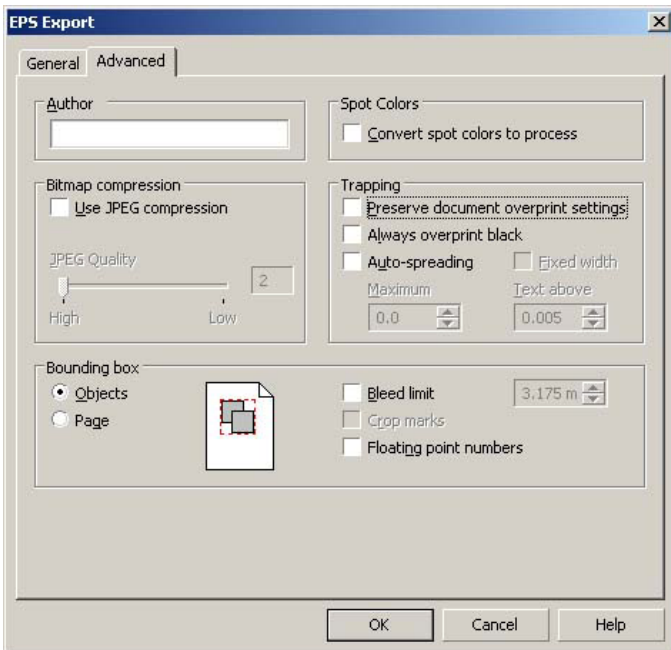 EPS Export
General Advanced
Author
Spot Colors
Convert spot colors to process
Bitmap compression
Use JPEG compression
JPEG Quality
2
High Low
Trapping
Preserve document overprint settings
Always overprint black
Auto-spreading Fixed width
Maximum Text above
0.0 0.005
Bounding box
Objects
Page
Bleed limit 3.175 m
Crop marks
Floating point numbers
OK Cancel Help